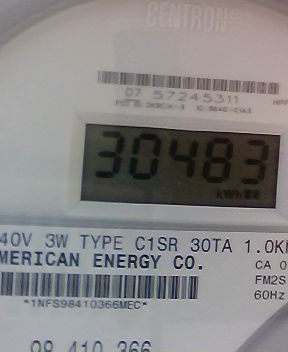 CENTRON®
07 57245311
30483
kWh
40V 3W TYPE C1SR 30TA 1.0K
MERICAN ENERGY CO.
CA 0
FM2S
60Hz
*1NFS98410366MEC*
98 410 366